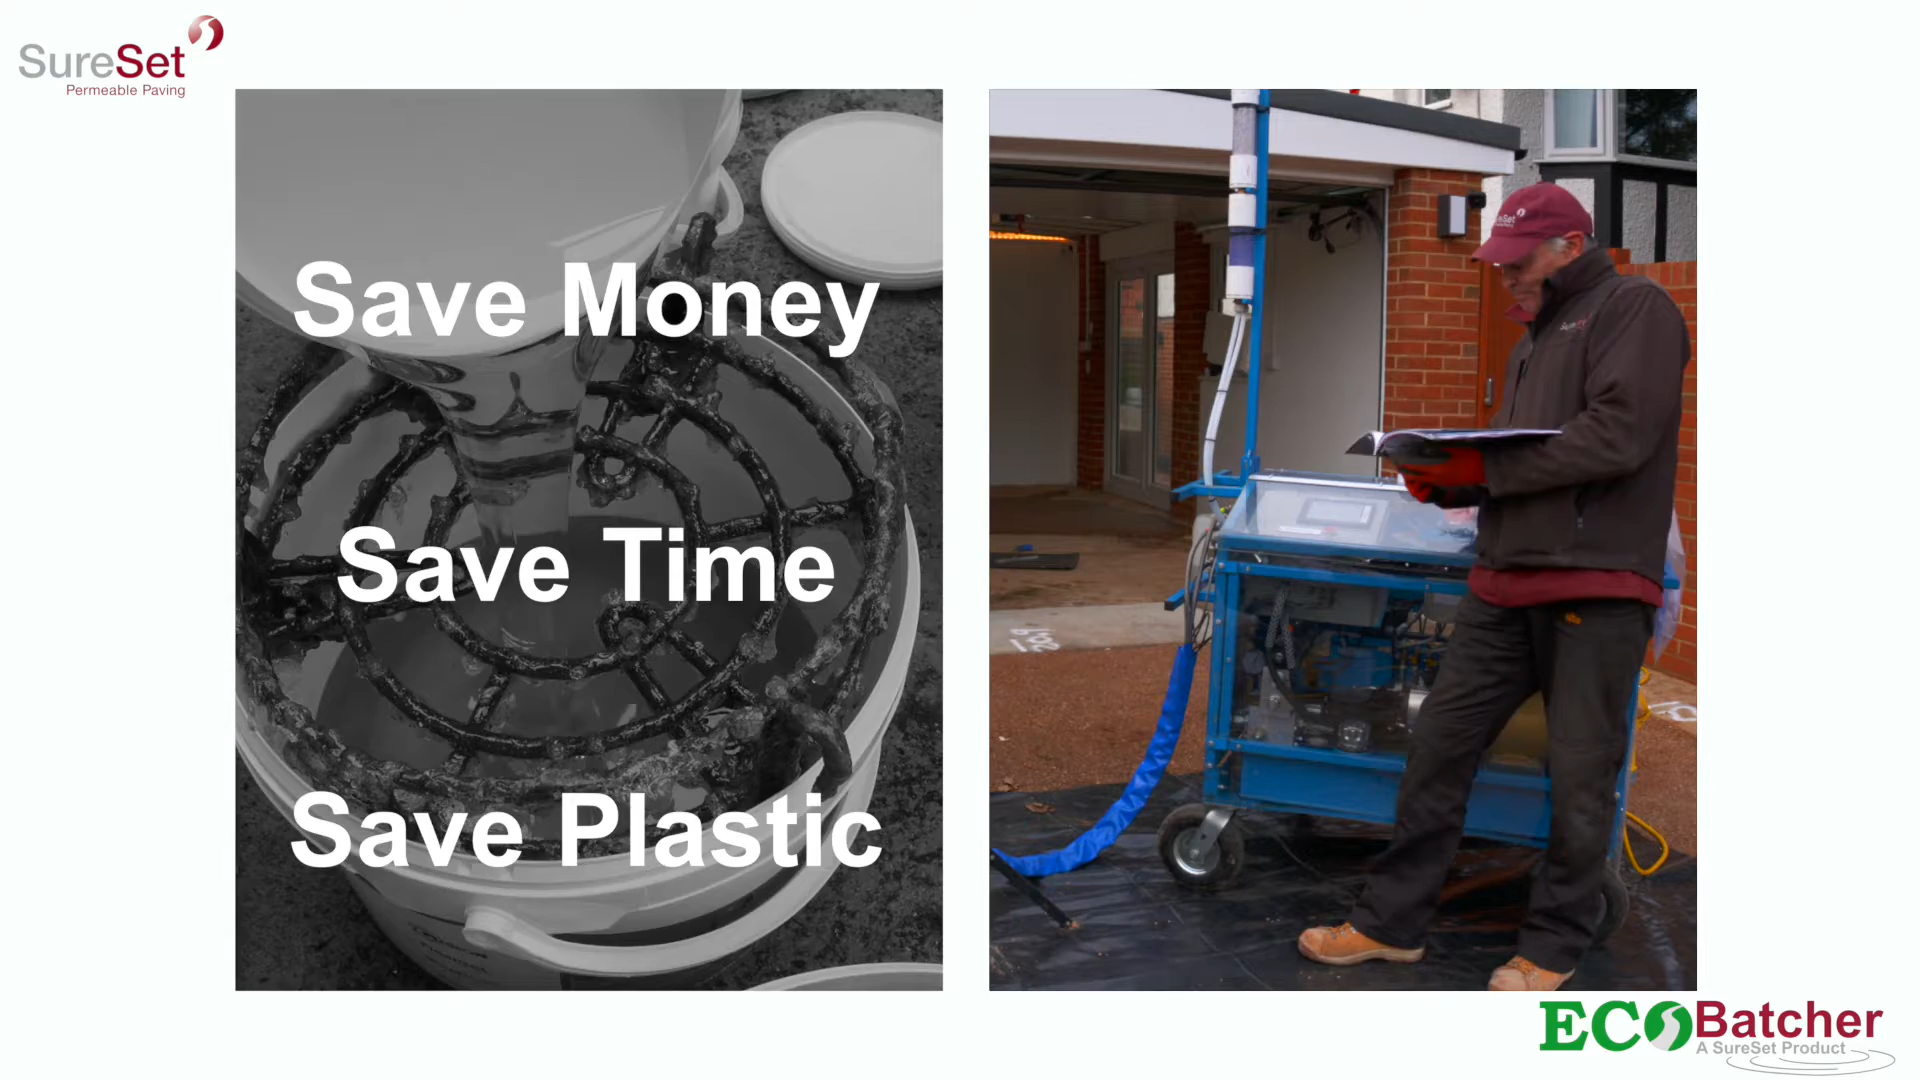 SureSet
Permeable Paving
Save Money
Save Time
Save Plastic
ECOBatcher
A SureSet Product